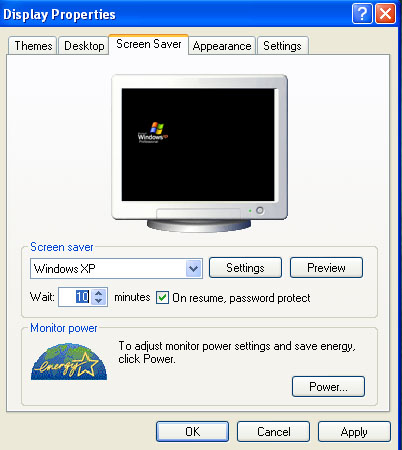 Display Properties
Themes Desktop Screen Saver Appearance Settings
Windows XP
Professional
Screen saver
Windows XP Settings Preview
Wait: 10 minutes On resume, password protect
Monitor power
To adjust monitor power settings and save energy,
click Power.
energy
Power...
OK Cancel Apply